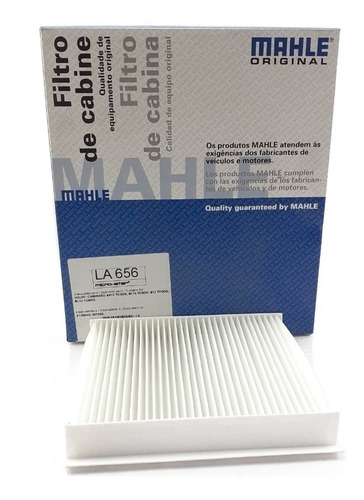 MAHLE
ORIGINAL
Filtro
de cabine
Qualidade de
equipamento original
Filtro
de cabina
Calidad de equipo original
Os produtos MAHLE atendem às
exigências dos fabricantes de
veículos e motores.
Los productos MAHLE cumplen
con las exigencias de los fabrican-
tes de vehículos y de motores.
MAHLE
MAHLE
Quality guaranteed by MAHLE
LA 656